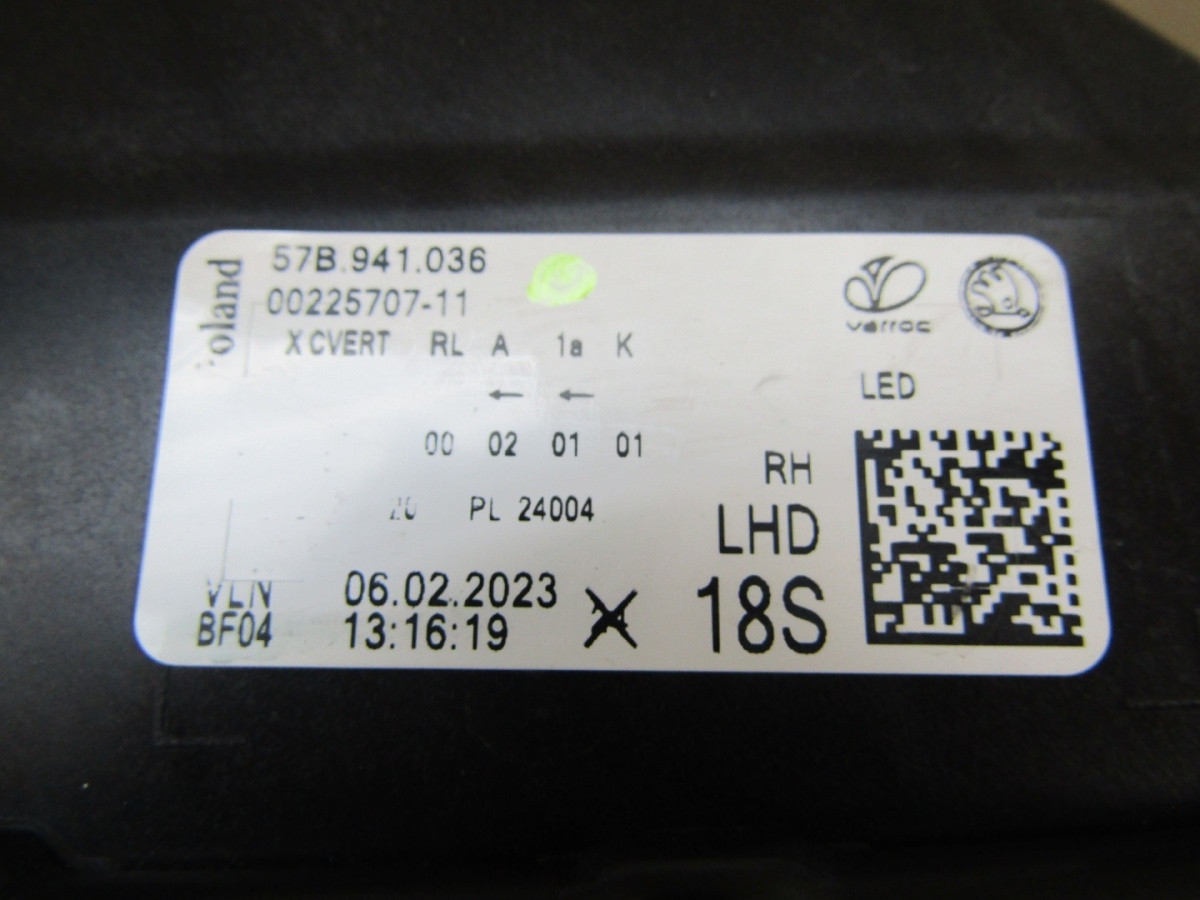 57B.941.036
00225707-11
oland
X CVERT RL A 1a K
← ←
00 02 01 01
varroc
LED
RH
PL 24004
LHD
VLN 06.02.2023
BF04 13:16:19
18S